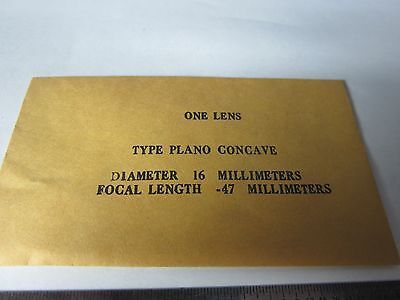 ONE LENS
TYPE PLANO CONCAVE
DIAMETER 16 MILLIMETERS
FOCAL LENGTH -47 MILLIMETERS